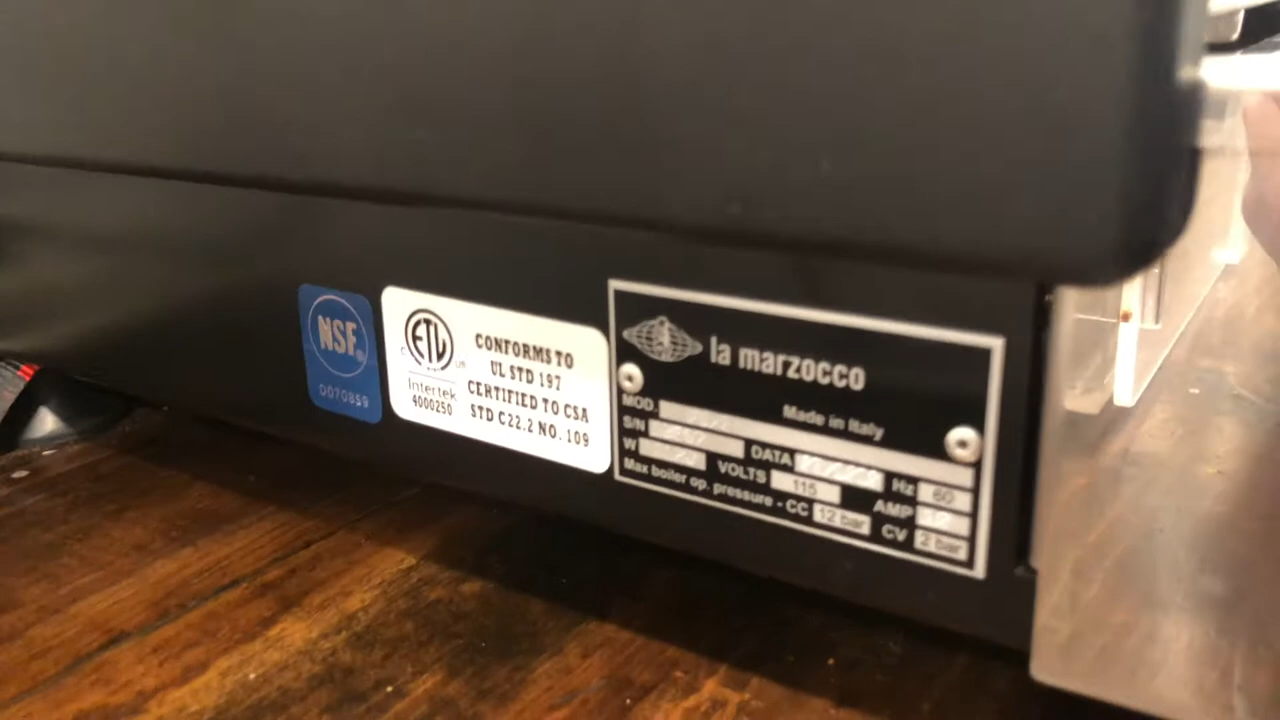 NSF®
D070859
ETL
C US
Intertek
4000250
CONFORMS TO
UL STD 197
CERTIFIED TO CSA
STD C22.2 NO. 109
la marzocco
Made in Italy
MOD.
S/N DATA Hz 60
W VOLTS 115 AMP
Max boiler op. pressure - CC 12 bar CV 2 bar